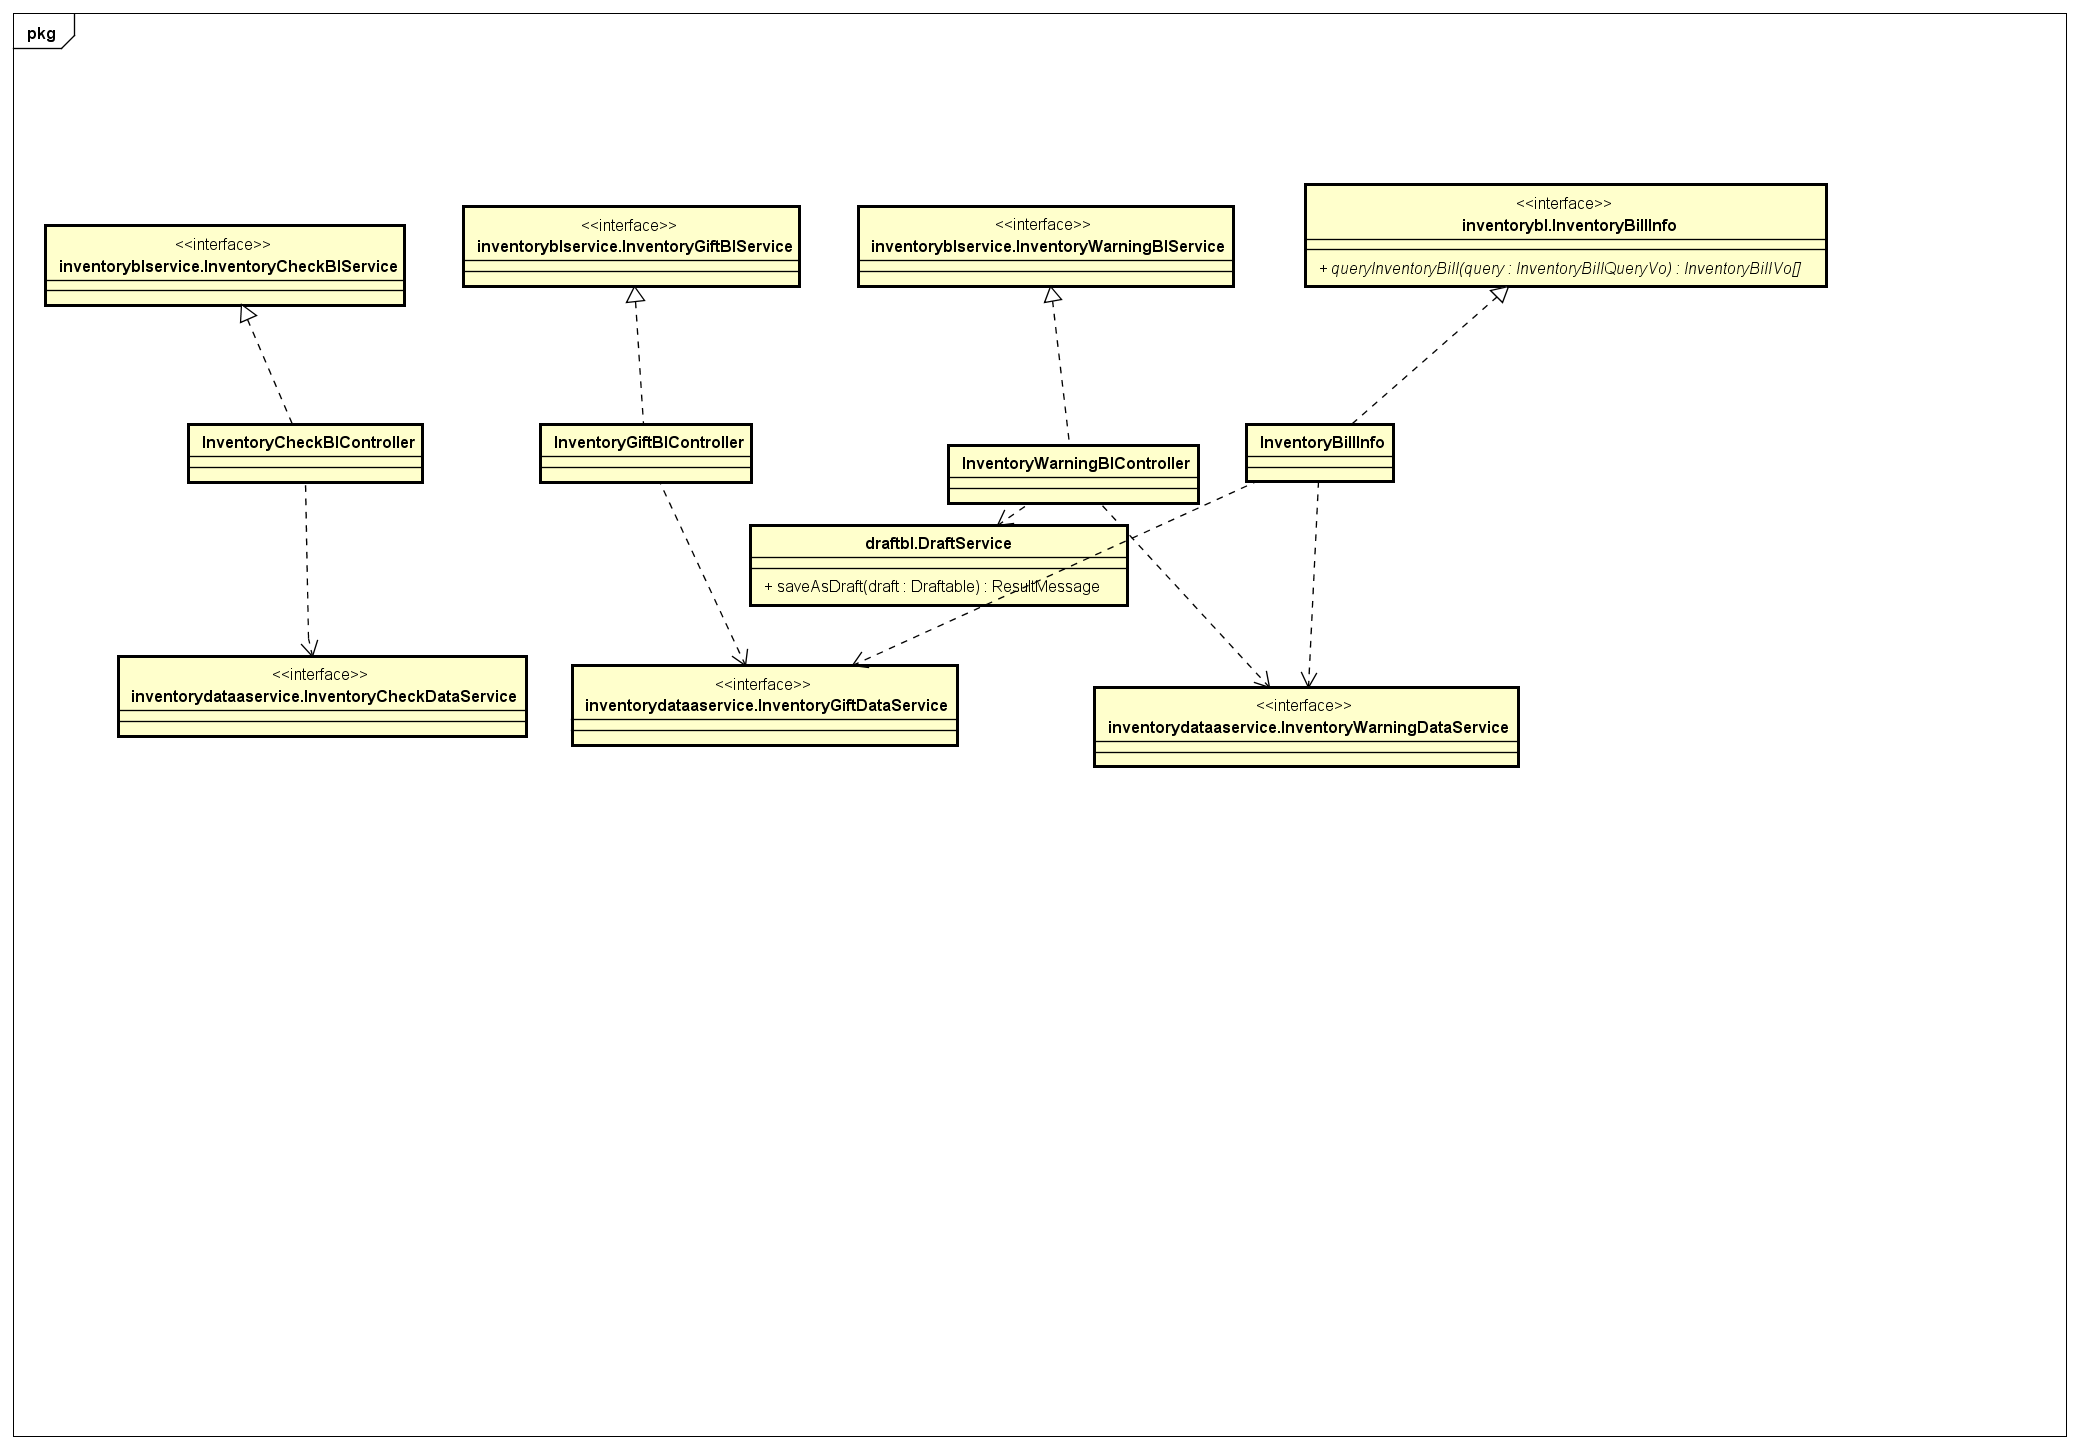 pkg
<<interface>>
inventoryblservice.InventoryCheckBlService
<<interface>>
inventoryblservice.InventoryGiftBlService
<<interface>>
inventoryblservice.InventoryWarningBlService
<<interface>>
inventorybl.InventoryBillInfo
+ queryInventoryBill(query : InventoryBillQueryVo) : InventoryBillVo[]
InventoryCheckBlController
InventoryGiftBlController
InventoryWarningBlController
InventoryBillInfo
draftbl.DraftService
+ saveAsDraft(draft : Draftable) : ResultMessage
<<interface>>
inventorydataaservice.InventoryCheckDataService
<<interface>>
inventorydataaservice.InventoryGiftDataService
<<interface>>
inventorydataaservice.InventoryWarningDataService